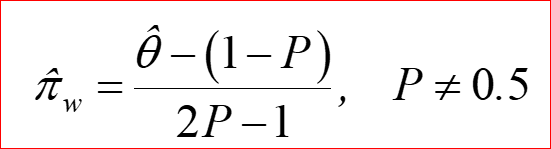 π̂_w = (θ̂ − (1 − P)) / (2P − 1), P ≠ 0.5